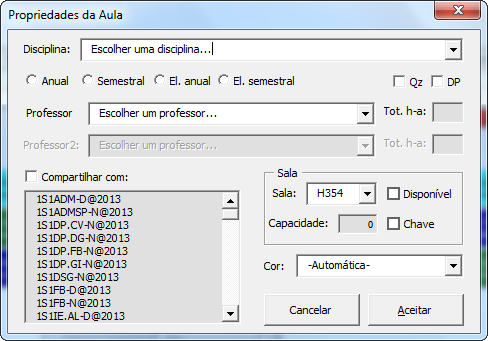 Propriedades da Aula
Disciplina: Escolher uma disciplina...
Anual Semestral El. anual El. semestral Qz DP
Professor Escolher um professor... Tot. h-a:
Professor2: Escolher um professor... Tot. h-a:
Compartilhar com:
1S1ADM-D@2013
1S1ADMSP-N@2013
1S1DP.CV-N@2013
1S1DP.DG-N@2013
1S1DP.FB-N@2013
1S1DP.GI-N@2013
1S1DSG-N@2013
1S1FB-D@2013
1S1FB-N@2013
1S1IE.AL-D@2013
Sala
Sala: H354 Disponível
Capacidade: 0 Chave
Cor: -Automática-
Cancelar Aceitar